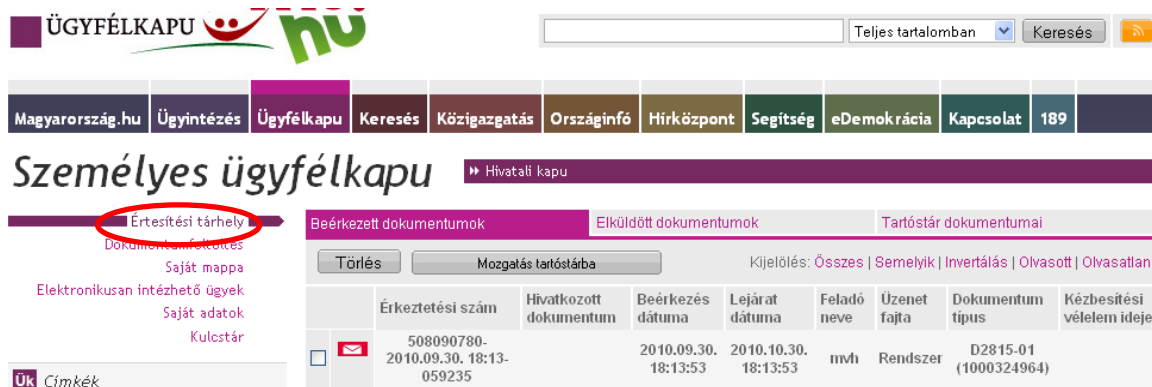 ÜGYFÉLKAPU
Teljes tartalomban Keresés
Magyarország.hu Ügyintézés Ügyfélkapu Keresés Közigazgatás Országinfó Hírközpont Segítség eDemokrácia Kapcsolat 189
Személyes ügyfélkapu
Hivatali kapu
Értesítési tárhely
Dokumentumfeltöltés
Saját mappa
Elektronikusan intézhető ügyek
Saját adatok
Kulcstár
Ük Címkék
Beérkezett dokumentumok Elküldött dokumentumok Tartóstár dokumentumai
Törlés Mozgatás tartóstárba Kijelölés: Összes | Semelyik | Invertálás | Olvasott | Olvasatlan
Érkeztetési szám Hivatkozott dokumentum Beérkezés dátuma Lejárat dátuma Feladó neve Üzenet fajta Dokumentum típus Kézbesítési vélelem ideje
508090780-2010.09.30. 18:13-059235 2010.09.30. 18:13:53 2010.10.30. 18:13:53 mvh Rendszer D2815-01 (1000324964)